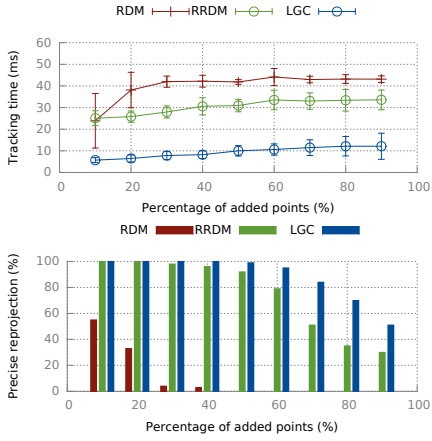 RDM RRDM LGC
60
50
40
30
20
10
0
Tracking time (ms)
0 20 40 60 80 100
Percentage of added points (%)
RDM RRDM LGC
100
80
60
40
20
0
Precise reprojection (%)
0 20 40 60 80 100
Percentage of added points (%)